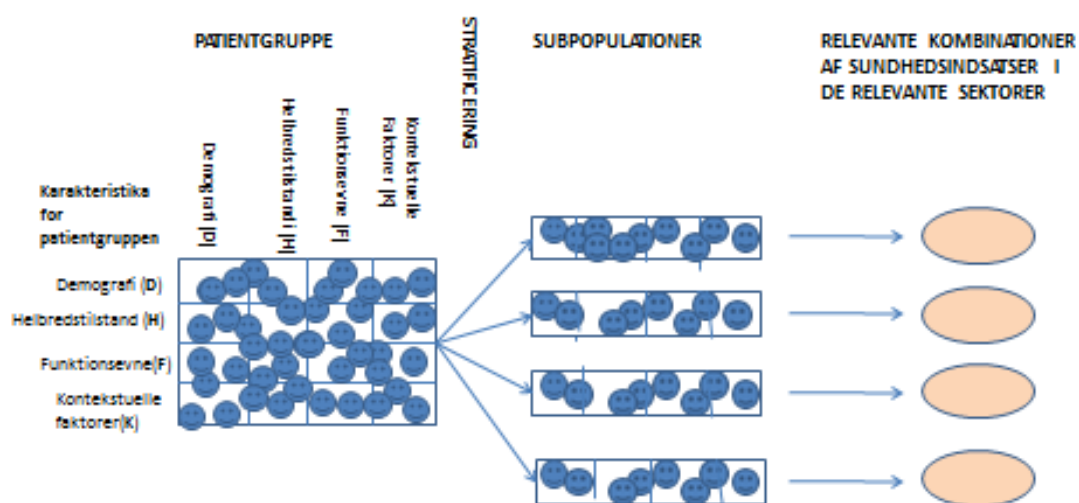 PATIENTGRUPPE
STRATIFICERING
SUBPOPULATIONER
RELEVANTE KOMBINATIONER
AF SUNDHEDSINDSATSER I
DE RELEVANTE SEKTORER
Karakteristika
for
patientgruppen
Demografi [D]
Helbredstilstand [H]
Funktionsevne [F]
Kontekstuelle
Faktorer [K]
Demografi (D)
Helbredstilstand (H)
Funktionsevne(F)
Kontekstuelle
faktorer(K)